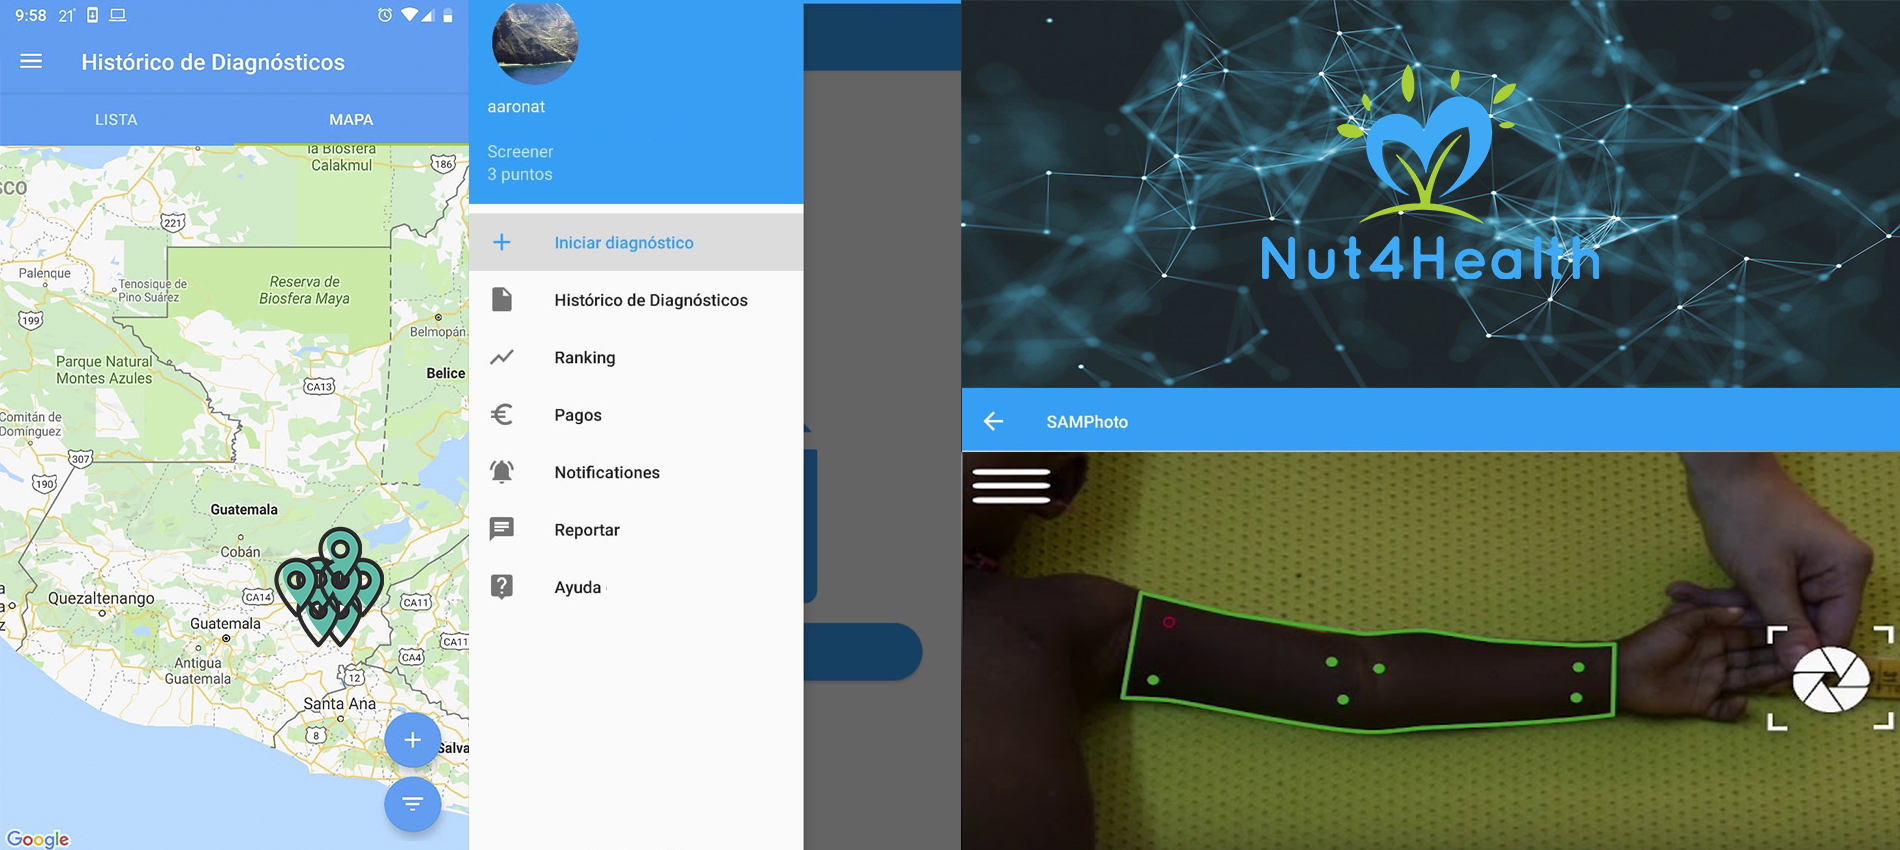 9:58 21°
Histórico de Diagnósticos
LISTA MAPA
la Biosfera
Calakmul
186
SCO
221
Palenque
Tenosique de
Pino Suárez
Reserva de
Biosfera Maya
199
Belmopán
Parque Natural
Montes Azules
CA13
Belice
Comitán de
Domínguez
307
190
Guatemala
Cobán
Quezaltenango
CA14
CA11
Guatemala
CA11
CA4
Antigua
Guatemala
12
Santa Ana
8
Salva
Google
aaronat
Screener
3 puntos
Iniciar diagnóstico
Histórico de Diagnósticos
Ranking
Pagos
Notificationes
Reportar
Ayuda
Nut4Health
SAMPhoto